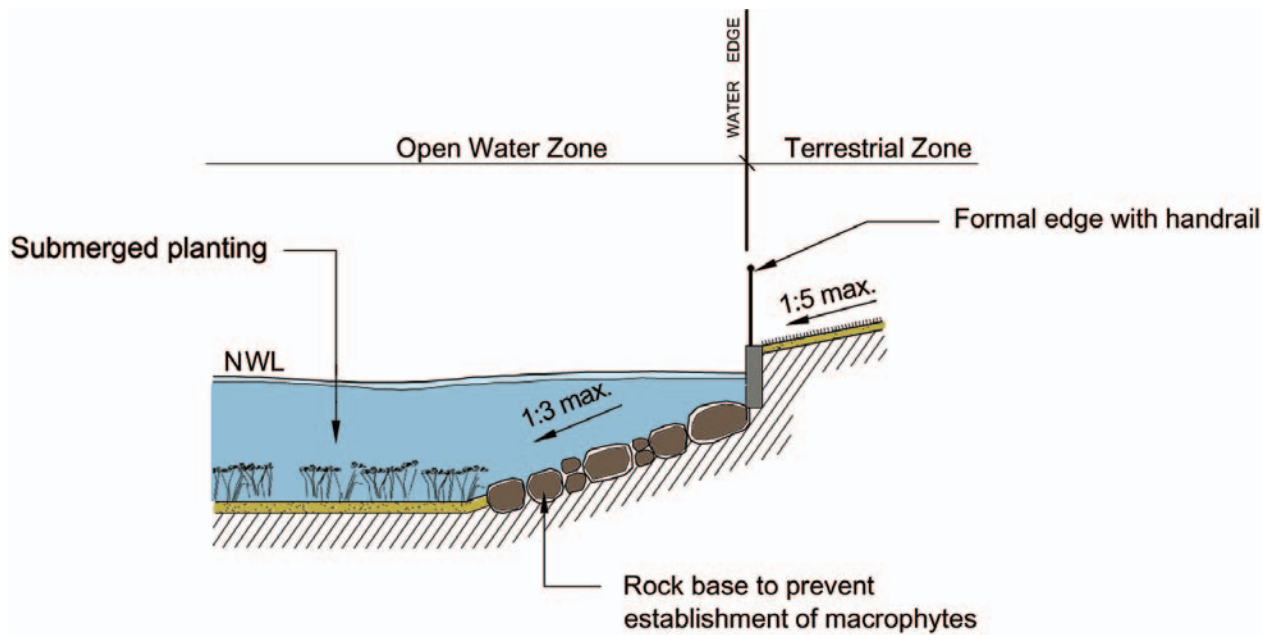 WATER EDGE
Open Water Zone
Terrestrial Zone
Formal edge with handrail
Submerged planting
1:5 max.
NWL
1:3 max.
Rock base to prevent
establishment of macrophytes